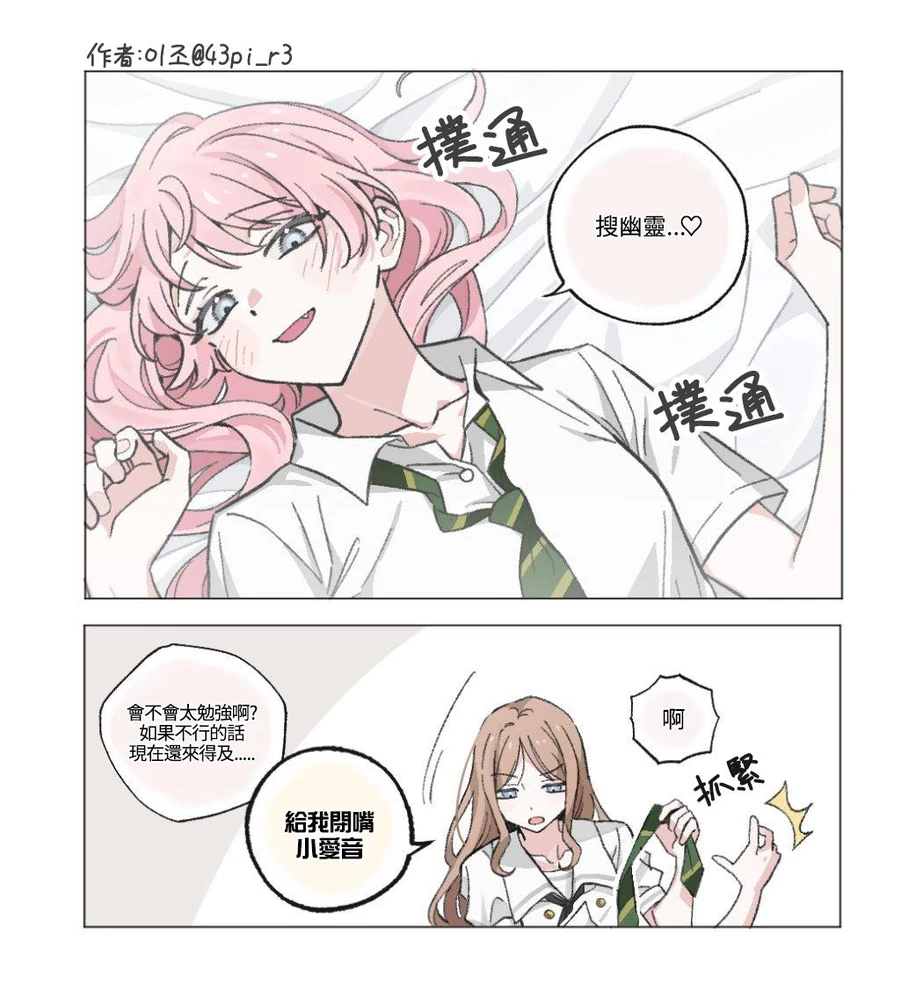 作者:이조@43pi_r3
撲通
搜幽靈...♡
撲通
會不會太勉強啊?
如果不行的話
現在還來得及.....
給我閉嘴
小愛音
啊
抓緊